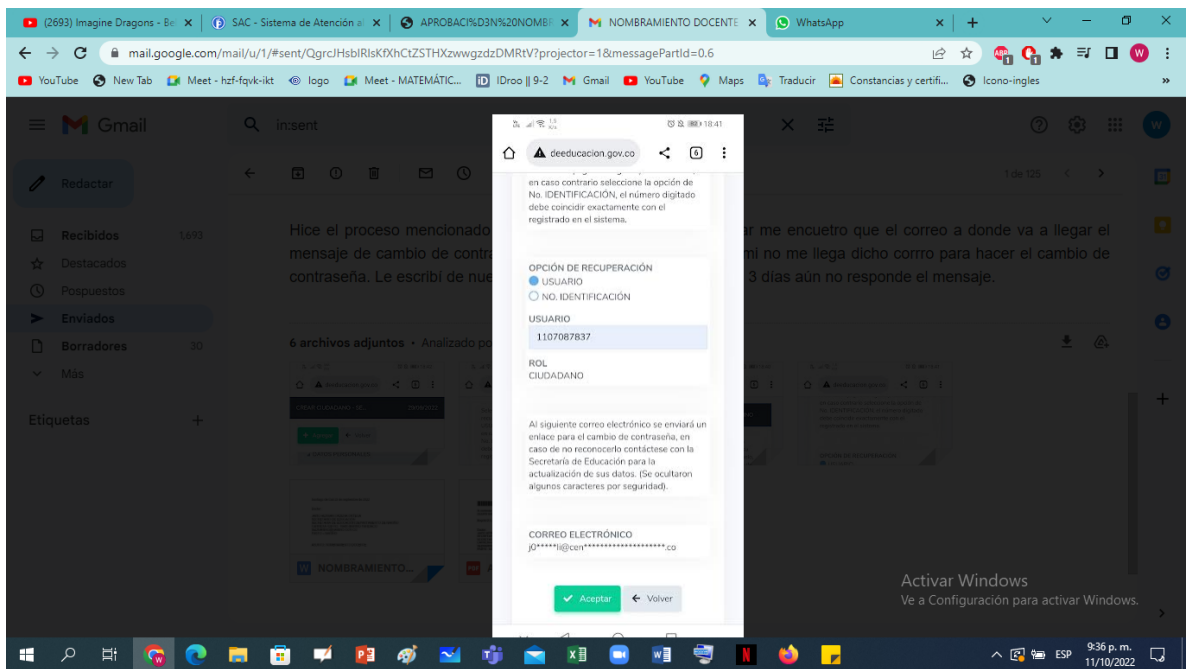 (2693) Imagine Dragons - Be
SAC - Sistema de Atención al
APROBACI%D3N%20NOMBR
NOMBRAMIENTO DOCENTE
WhatsApp
mail.google.com/mail/u/1/#sent/QgrcJHsbIRlsKfXhCtZSTHXzwwgzdzDMRtV?projector=1&messagePartId=0.6
YouTube New Tab Meet - hzf-fqvk-ikt logo Meet - MATEMÁTIC... IDroo || 9-2 Gmail YouTube Maps Traducir Constancias y certifi... Icono-ingles »
Gmail
in:sent
Redactar
1 de 125
Recibidos 1.693
Destacados
Pospuestos
Enviados
Borradores 30
Más
Etiquetas
Hice el proceso mencionado
ar me encuetro que el correo a donde va a llegar el
mensaje de cambio de contra
mi no me llega dicho corrro para hacer el cambio de
contraseña. Le escribí de nue
3 días aún no responde el mensaje.
6 archivos adjuntos • Analizado po
NOMBRAMIENTO...
18:41
deeducacion.gov.co
6
en caso contrario seleccione la opción de
No. IDENTIFICACIÓN, el número digitado
debe coincidir exactamente con el
registrado en el sistema.
OPCIÓN DE RECUPERACIÓN
USUARIO
NO. IDENTIFICACIÓN
USUARIO
1107087837
ROL
CIUDADANO
Al siguiente correo electrónico se enviará un
enlace para el cambio de contraseña, en
caso de no reconocerlo contáctese con la
Secretaría de Educación para la
actualización de sus datos. (Se ocultaron
algunos caracteres por seguridad).
CORREO ELECTRÓNICO
j0*****li@cen********************.co
Aceptar
Volver
Activar Windows
Ve a Configuración para activar Windows.
ESP
9:36 p. m.
11/10/2022